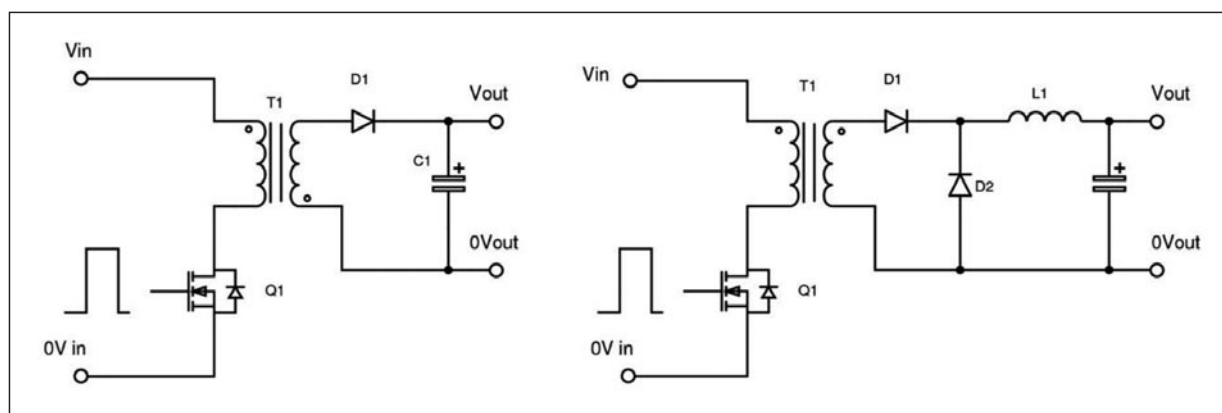 Vin
T1
D1
Vout
C1
+
0Vout
Q1
0V in
Vin
T1
D1
L1
Vout
+
D2
0Vout
Q1
0V in